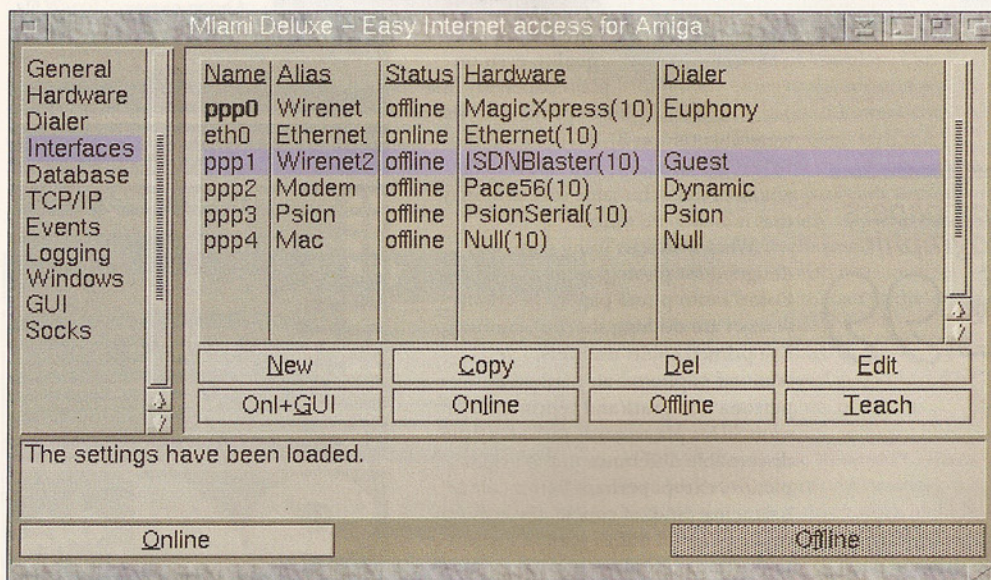 Miami Deluxe – Easy Internet access for Amiga
General
Hardware
Dialer
Interfaces
Database
TCP/IP
Events
Logging
Windows
GUI
Socks
Name Alias Status Hardware Dialer
ppp0 Wirenet offline MagicXpress(10) Euphony
eth0 Ethernet online Ethernet(10)
ppp1 Wirenet2 offline ISDNBlaster(10) Guest
ppp2 Modem offline Pace56(10) Dynamic
ppp3 Psion offline PsionSerial(10) Psion
ppp4 Mac offline Null(10) Null
New Copy Del Edit
Onl+GUI Online Offline Teach
The settings have been loaded.
Online Offline